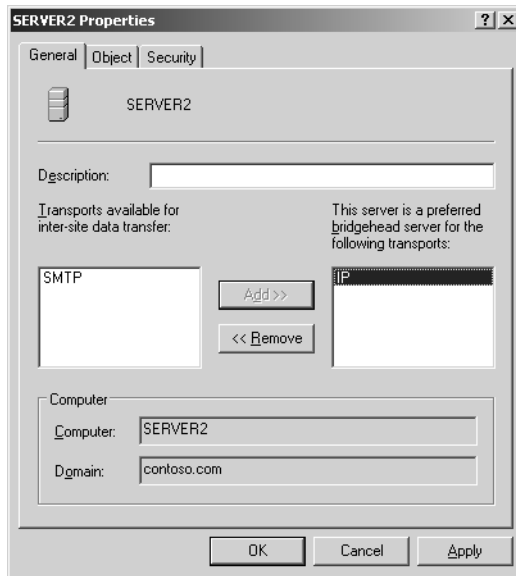 SERVER2 Properties
? X
General Object Security
SERVER2
Description:
Transports available for
inter-site data transfer:
SMTP
Add >>
<< Remove
This server is a preferred
bridgehead server for the
following transports:
IP
Computer
Computer: SERVER2
Domain: contoso.com
OK Cancel Apply